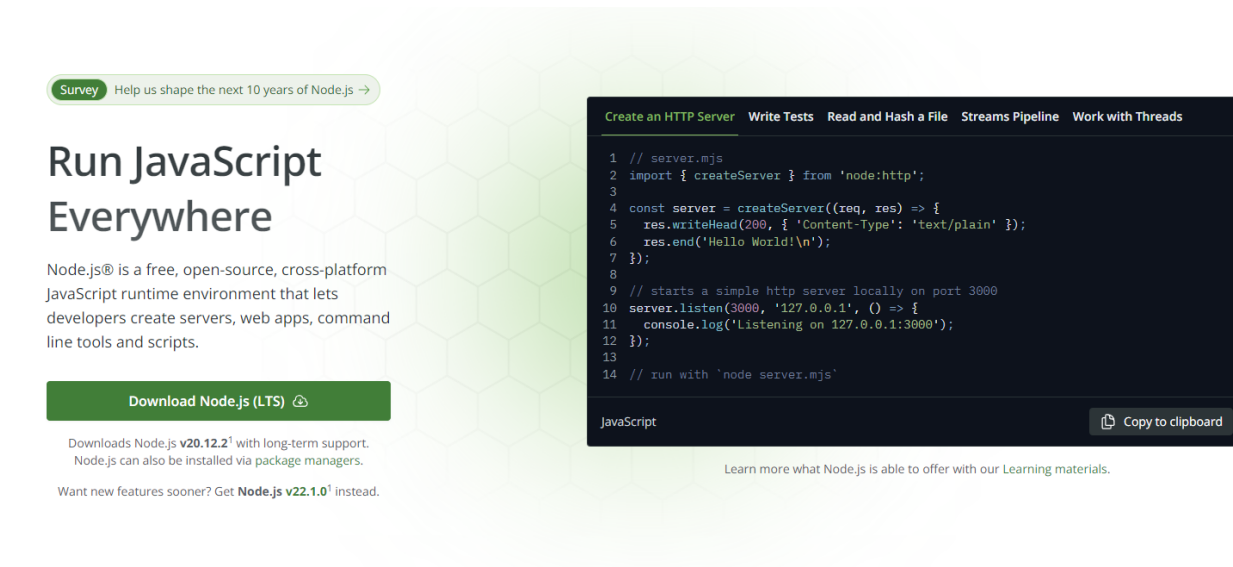 Survey Help us shape the next 10 years of Node.js →
Run JavaScript
Everywhere
Node.js® is a free, open-source, cross-platform
JavaScript runtime environment that lets
developers create servers, web apps, command
line tools and scripts.
Download Node.js (LTS)
Downloads Node.js v20.12.2¹ with long-term support.
Node.js can also be installed via package managers.
Want new features sooner? Get Node.js v22.1.0¹ instead.
Create an HTTP Server Write Tests Read and Hash a File Streams Pipeline Work with Threads
1 // server.mjs
2 import { createServer } from 'node:http';
3
4 const server = createServer((req, res) => {
5   res.writeHead(200, { 'Content-Type': 'text/plain' });
6   res.end('Hello World!\n');
7 });
8
9 // starts a simple http server locally on port 3000
10 server.listen(3000, '127.0.0.1', () => {
11   console.log('Listening on 127.0.0.1:3000');
12 });
13
14 // run with `node server.mjs`
JavaScript Copy to clipboard
Learn more what Node.js is able to offer with our Learning materials.